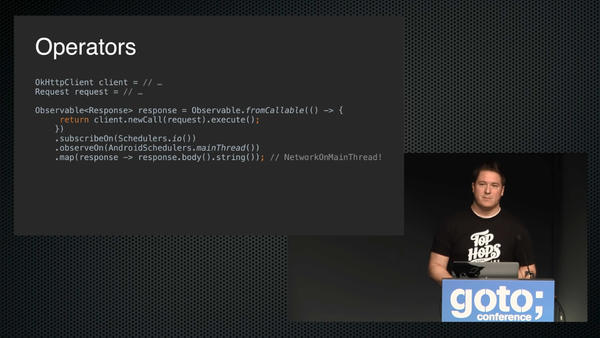 Operators
OkHttpClient client = // …
Request request = // …
Observable<Response> response = Observable.fromCallable(() -> {
return client.newCall(request).execute();
})
.subscribeOn(Schedulers.io())
.observeOn(AndroidSchedulers.mainThread())
.map(response -> response.body().string()); // NetworkOnMainThread!
TOP
HOPS
goto;
conference